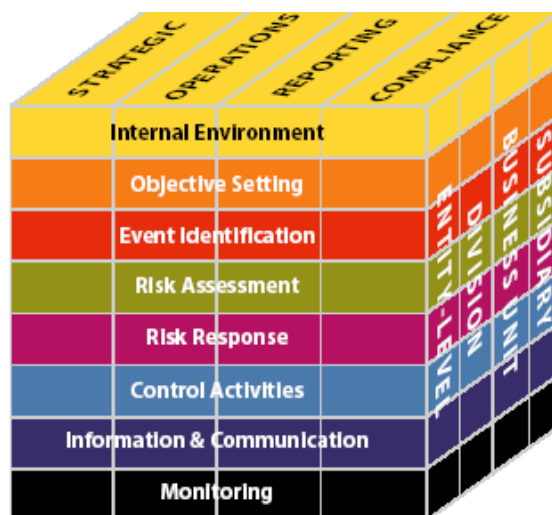 STRATEGIC
OPERATIONS
REPORTING
COMPLIANCE
Internal Environment
Objective Setting
Event Identification
Risk Assessment
Risk Response
Control Activities
Information & Communication
Monitoring
ENTITY-LEVEL
DIVISION
BUSINESS UNIT
SUBSIDIARY